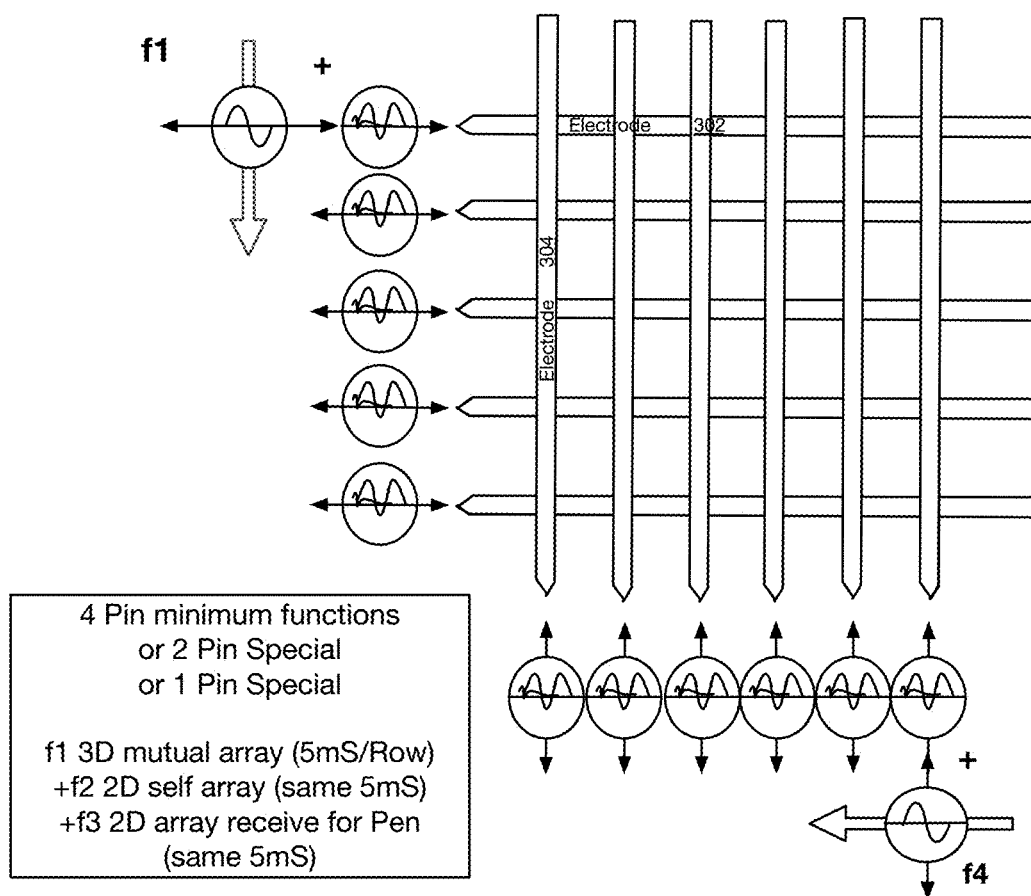 f1
+
Electrode 302
Electrode 304
4 Pin minimum functions
or 2 Pin Special
or 1 Pin Special
f1 3D mutual array (5mS/Row)
+f2 2D self array (same 5mS)
+f3 2D array receive for Pen
(same 5mS)
+
f4